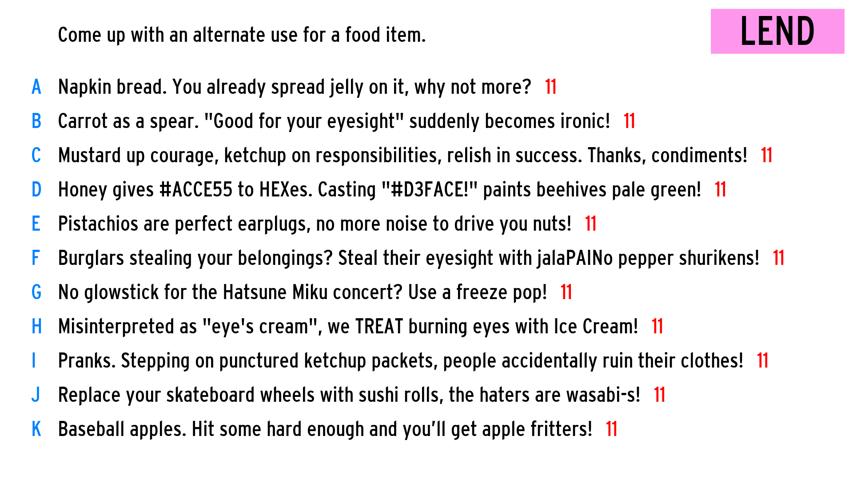 Come up with an alternate use for a food item.
LEND
A Napkin bread. You already spread jelly on it, why not more? 11
B Carrot as a spear. "Good for your eyesight" suddenly becomes ironic! 11
C Mustard up courage, ketchup on responsibilities, relish in success. Thanks, condiments! 11
D Honey gives #ACCE55 to HEXes. Casting "#D3FACE!" paints beehives pale green! 11
E Pistachios are perfect earplugs, no more noise to drive you nuts! 11
F Burglars stealing your belongings? Steal their eyesight with jalaPAINo pepper shurikens! 11
G No glowstick for the Hatsune Miku concert? Use a freeze pop! 11
H Misinterpreted as "eye's cream", we TREAT burning eyes with Ice Cream! 11
I Pranks. Stepping on punctured ketchup packets, people accidentally ruin their clothes! 11
J Replace your skateboard wheels with sushi rolls, the haters are wasabi-s! 11
K Baseball apples. Hit some hard enough and you’ll get apple fritters! 11